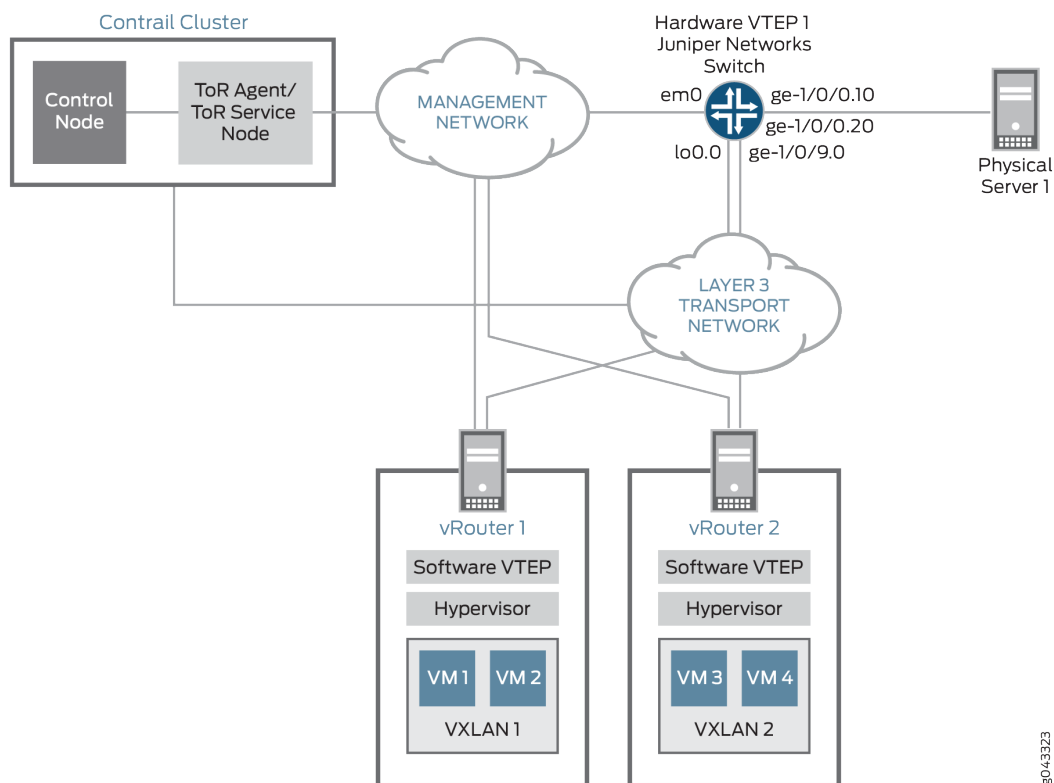 Contrail Cluster
Control
Node
ToR Agent/
ToR Service
Node
MANAGEMENT
NETWORK
Hardware VTEP 1
Juniper Networks
Switch
em0
ge-1/0/0.10
ge-1/0/0.20
lo0.0
ge-1/0/9.0
Physical
Server 1
LAYER 3
TRANSPORT
NETWORK
vRouter 1
Software VTEP
Hypervisor
VM 1
VM 2
VXLAN 1
vRouter 2
Software VTEP
Hypervisor
VM 3
VM 4
VXLAN 2
g043323